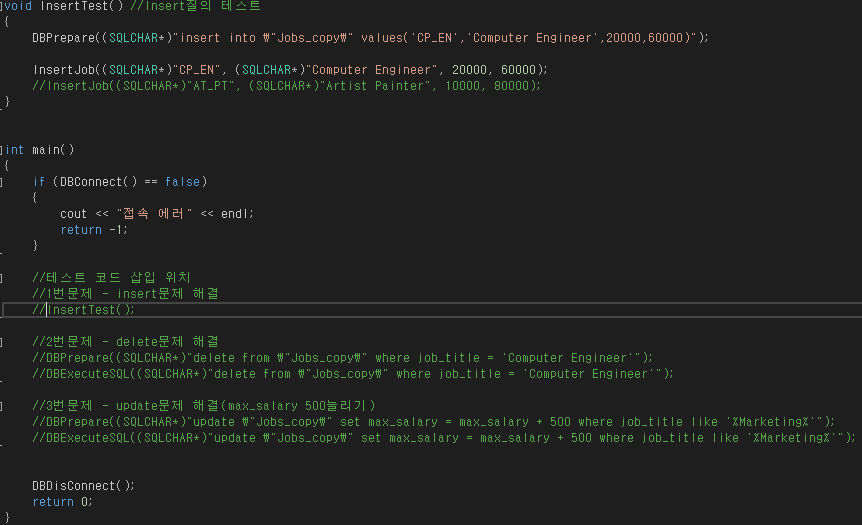 void InsertTest() //Insert질의 테스트
{
DBPrepare((SQLCHAR*)"insert into ₩"Jobs_copy₩" values('CP_EN','Computer Engineer',20000,60000)");
InsertJob((SQLCHAR*)"CP_EN", (SQLCHAR*)"Computer Engineer", 20000, 60000);
//InsertJob((SQLCHAR*)"AT_PT", (SQLCHAR*)"Artist Painter", 10000, 80000);
}
int main()
{
if (DBConnect() == false)
{
cout << "접속 에러" << endl;
return -1;
}
//테스트 코드 삽입 위치
//1번문제 - insert문제 해결
//InsertTest();
//2번문제 - delete문제 해결
//DBPrepare((SQLCHAR*)"delete from ₩"Jobs_copy₩" where job_title = 'Computer Engineer'");
//DBExecuteSQL((SQLCHAR*)"delete from ₩"Jobs_copy₩" where job_title = 'Computer Engineer'");
//3번문제 - update문제 해결(max_salary 500늘리기)
//DBPrepare((SQLCHAR*)"update ₩"Jobs_copy₩" set max_salary = max_salary + 500 where job_title like '%Marketing%'");
//DBExecuteSQL((SQLCHAR*)"update ₩"Jobs_copy₩" set max_salary = max_salary + 500 where job_title like '%Marketing%'");
DBDisConnect();
return 0;
}